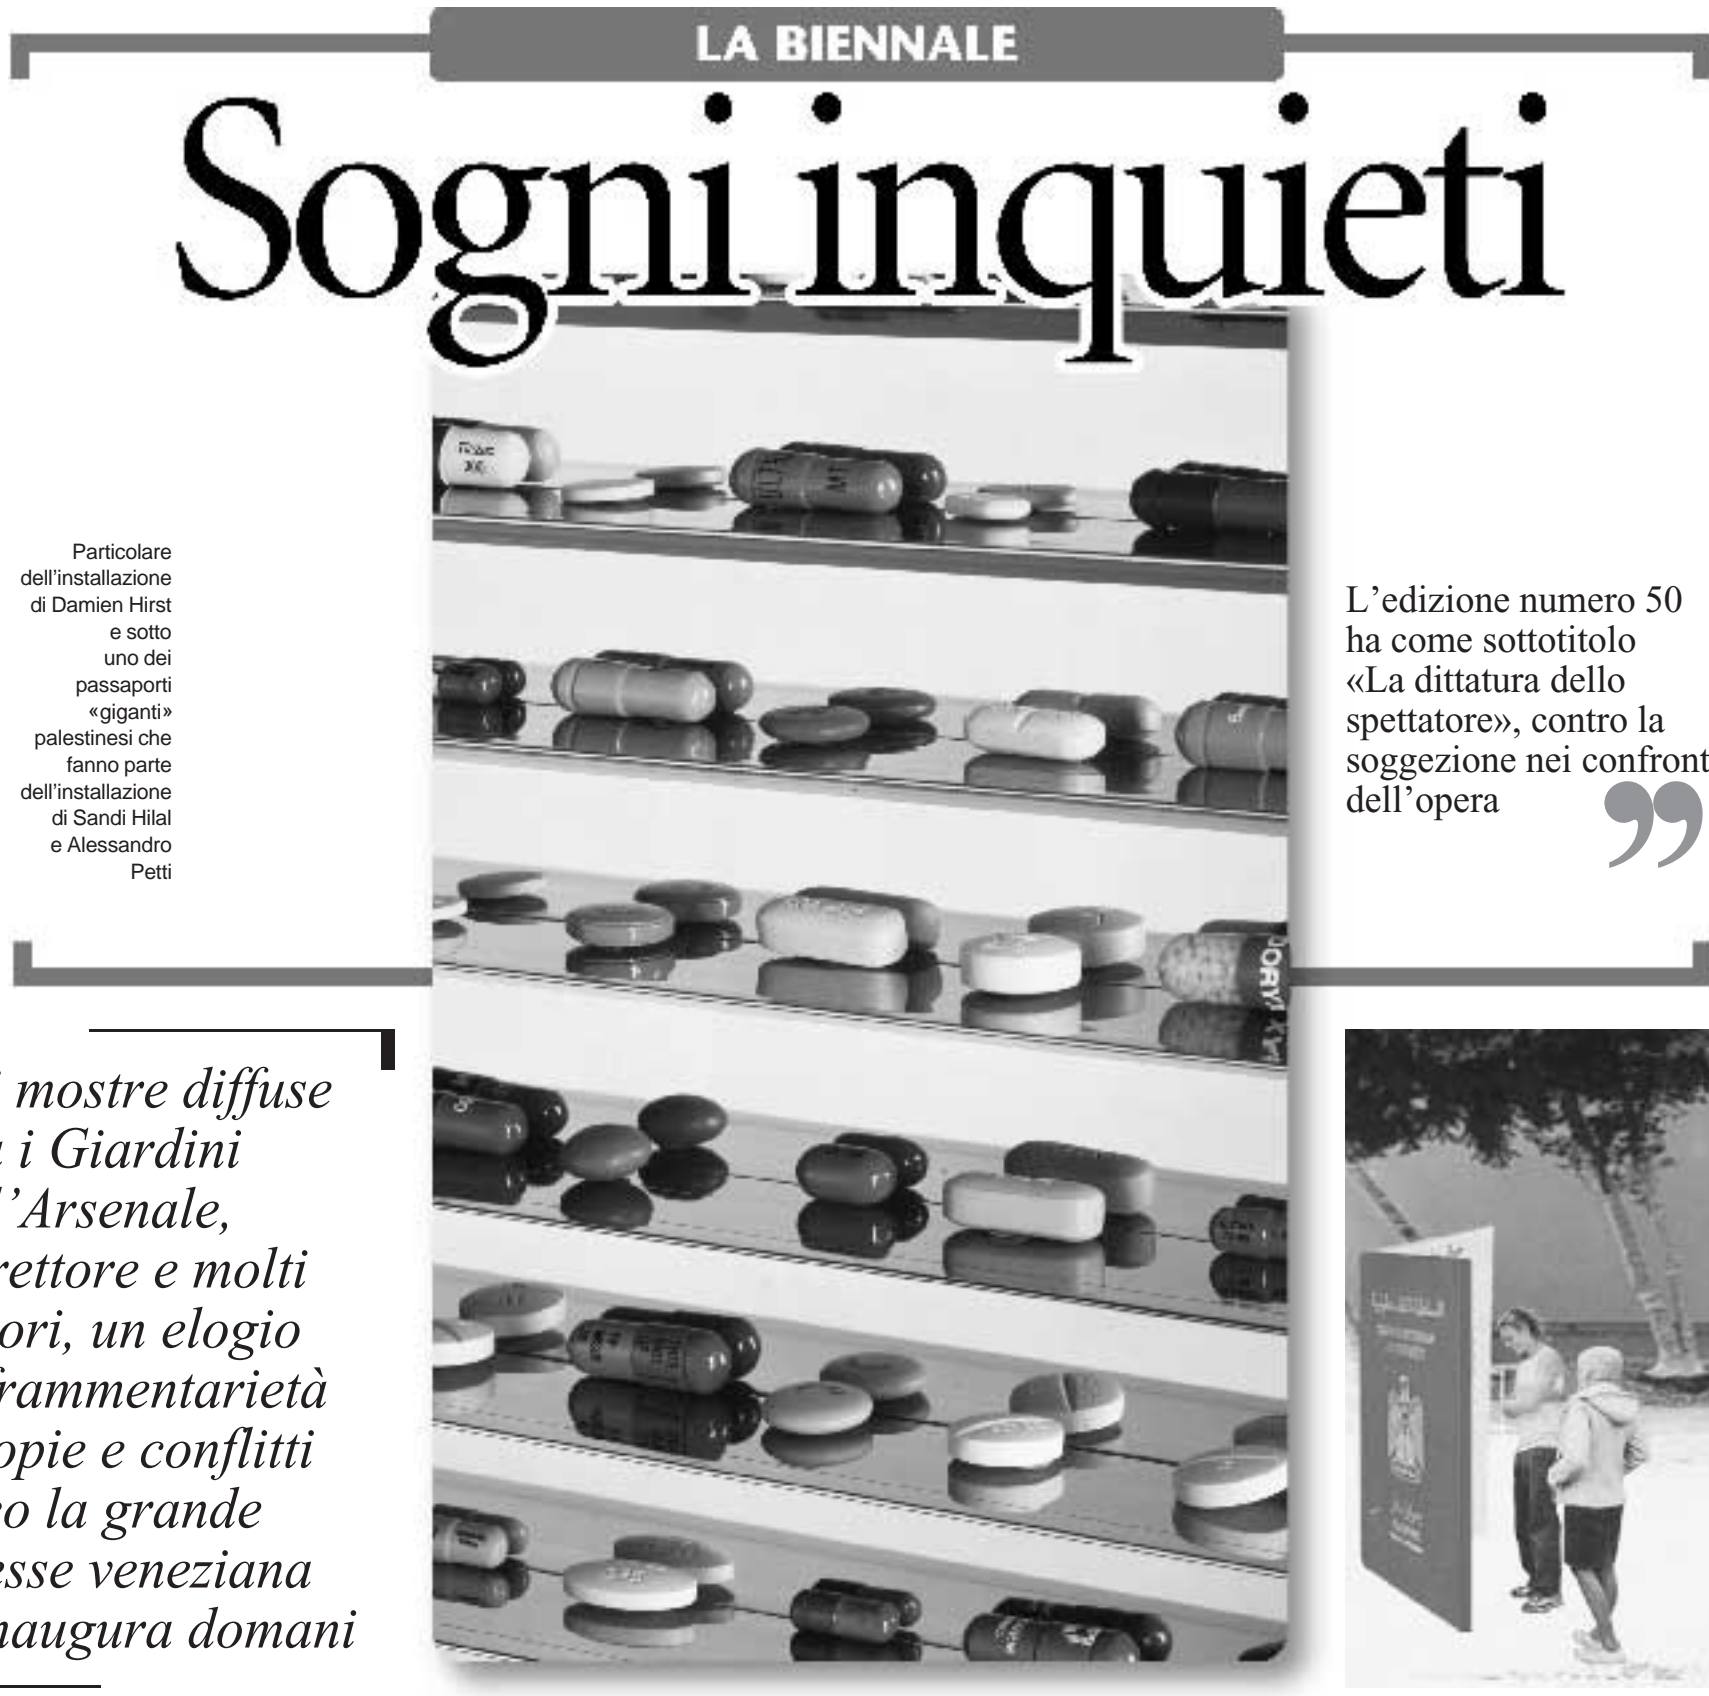 LA BIENNALE
Sogni inquieti
Particolare
dell’installazione
di Damien Hirst
e sotto
uno dei
passaporti
«giganti»
palestinesi che
fanno parte
dell’installazione
di Sandi Hilal
e Alessandro
Petti
L’edizione numero 50
ha come sottotitolo
«La dittatura dello
spettatore», contro la
soggezione nei confront
dell’opera
”
mostre diffuse
i Giardini
l’Arsenale,
rettore e molti
ori, un elogio
frammentarietà
opie e conflitti
o la grande
esse veneziana
naugura domani